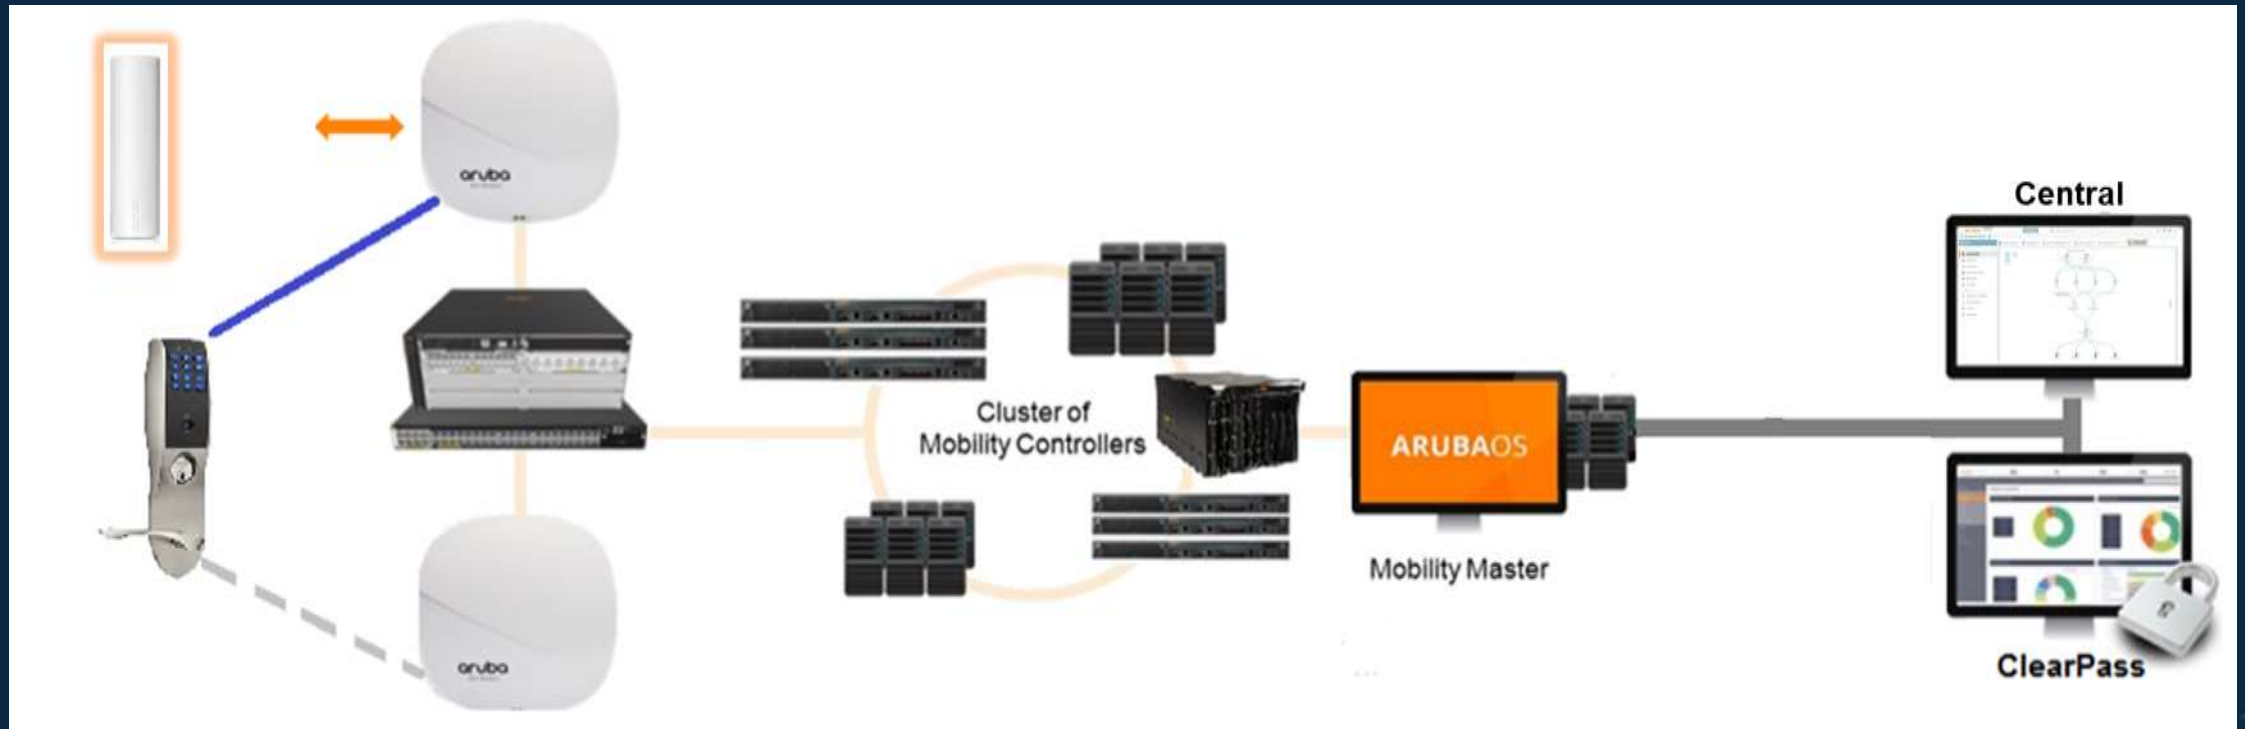 aruba
Central
Cluster of
Mobility Controllers
ARUBAOS
Mobility Master
aruba
ClearPass